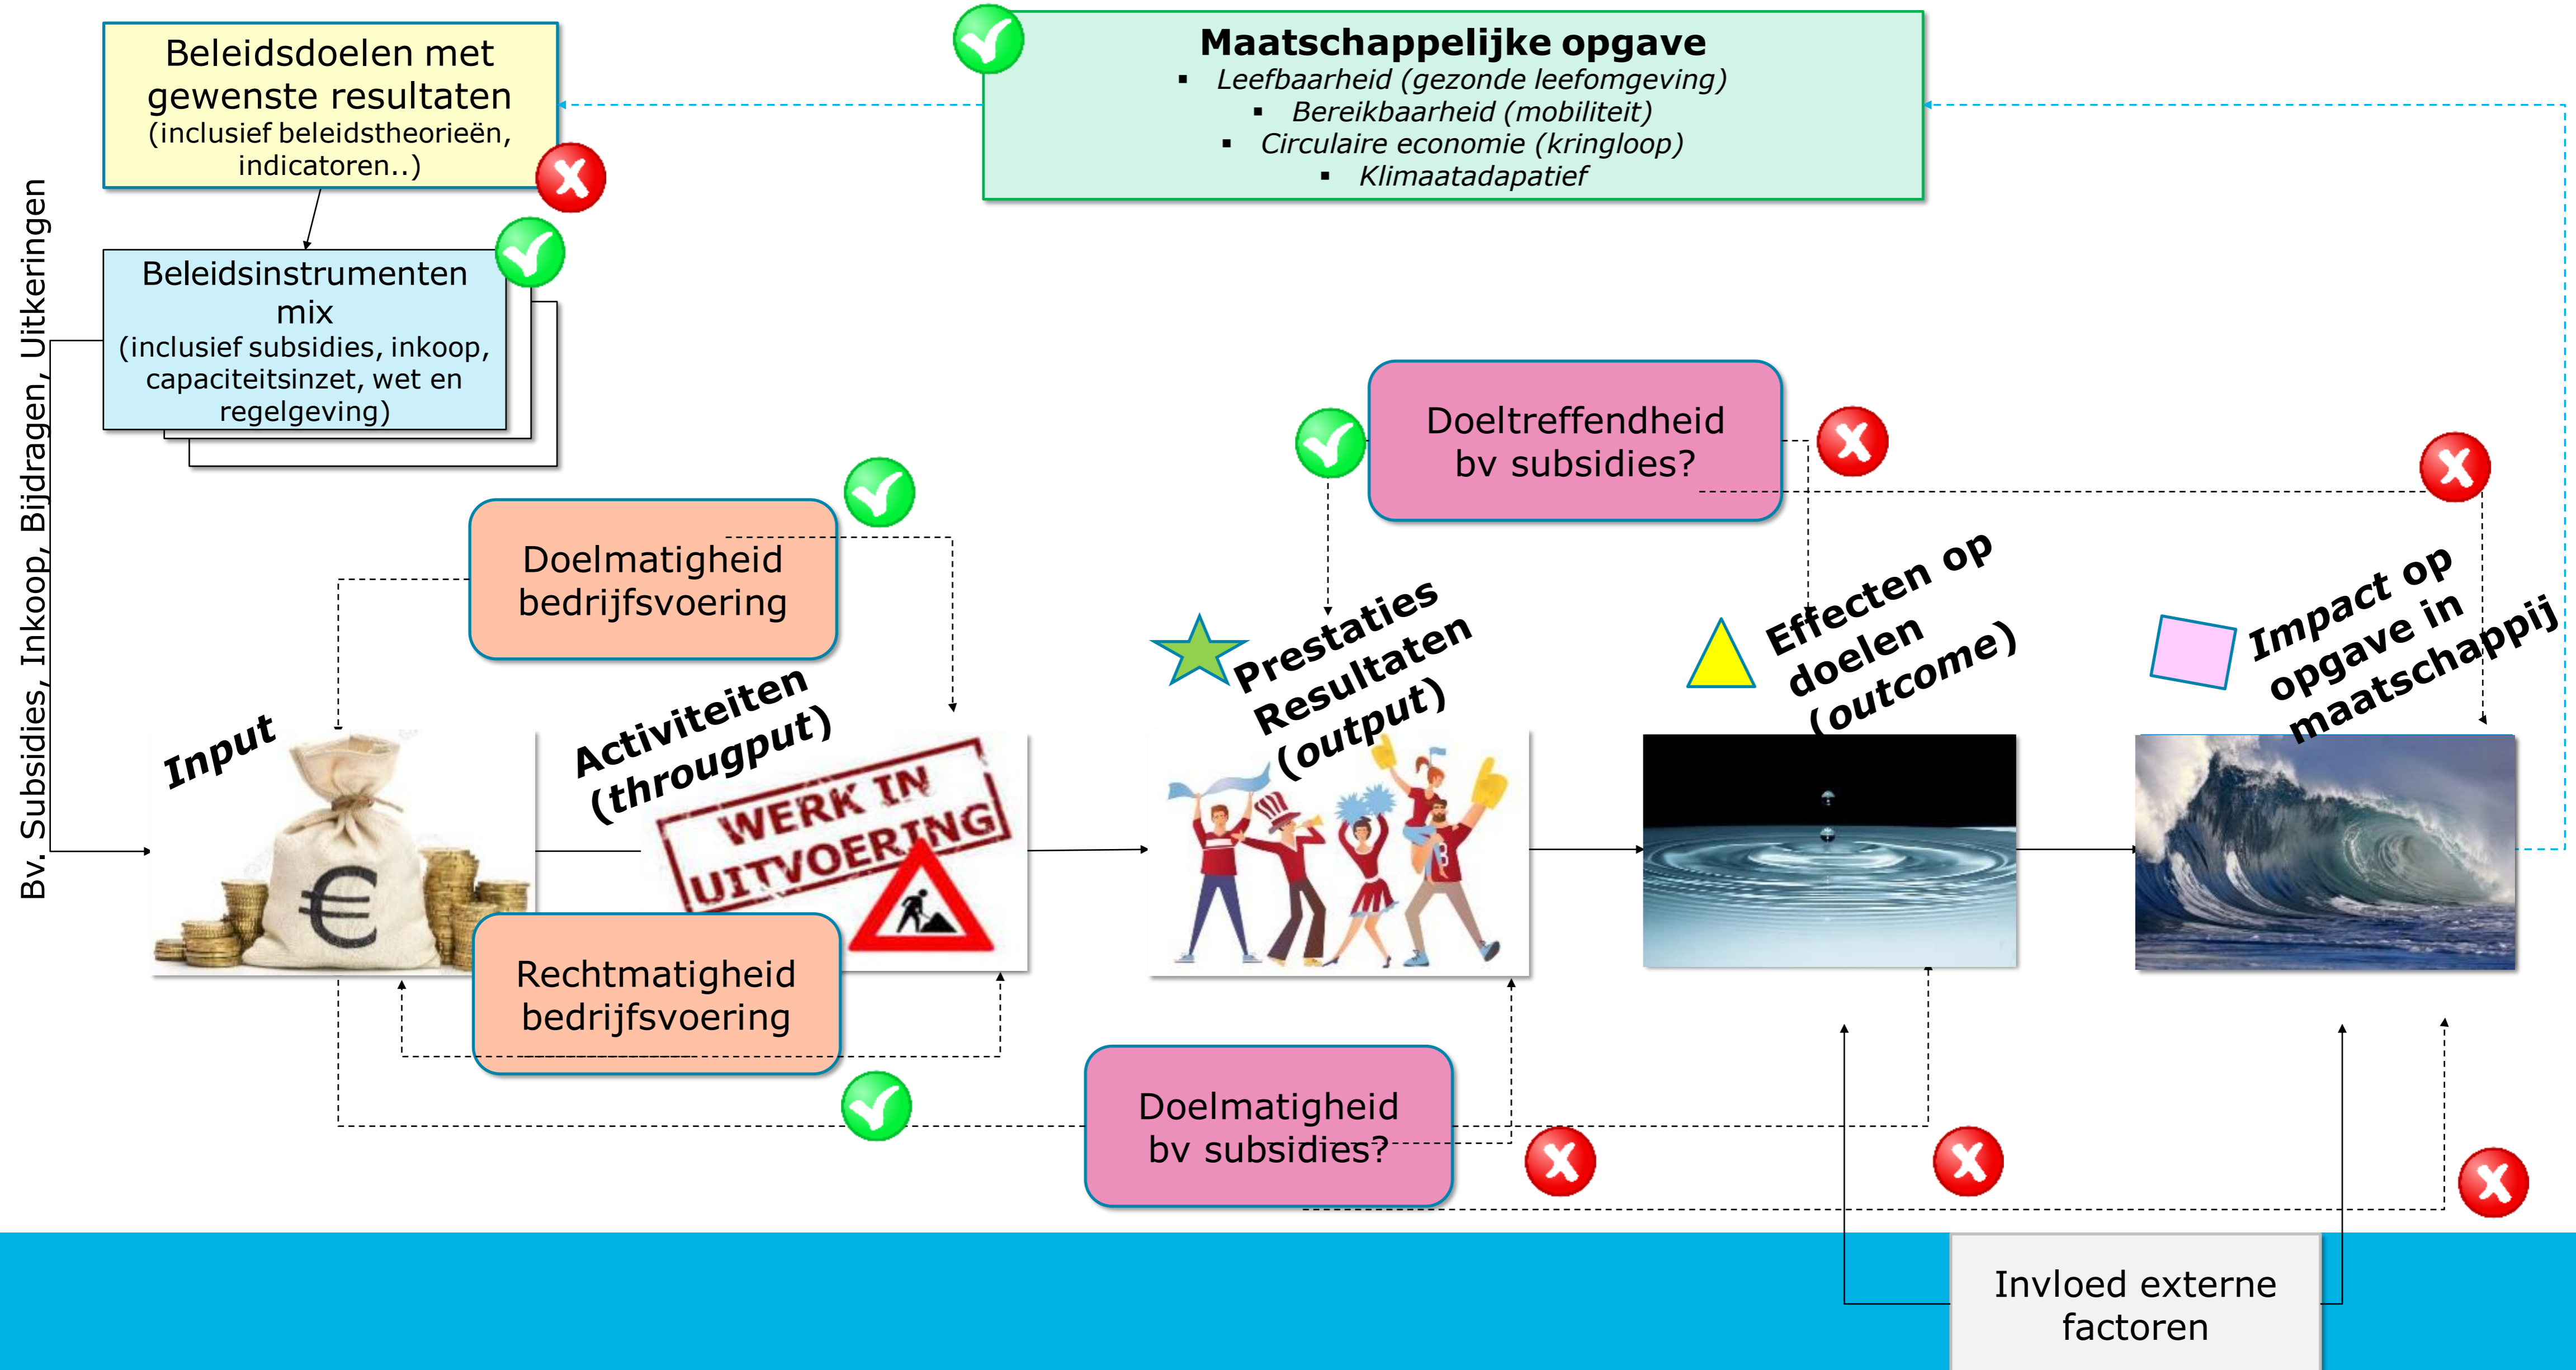 Beleidsdoelen met
gewenste resultaten
(inclusief beleidstheorieën,
indicatoren..)
Maatschappelijke opgave
▪ Leefbaarheid (gezonde leefomgeving)
▪ Bereikbaarheid (mobiliteit)
▪ Circulaire economie (kringloop)
▪ Klimaatadapatief
Bv. Subsidies, Inkoop, Bijdragen, Uitkeringen
Beleidsinstrumenten
mix
(inclusief subsidies, inkoop,
capaciteitsinzet, wet en
regelgeving)
Doeltreffendheid
bv subsidies?
Doelmatigheid
bedrijfsvoering
Input
Activiteiten
(througput)
Prestaties
Resultaten
(output)
Effecten op
doelen
(outcome)
Impact op
opgave in
maatschappij
€
WERK IN
UITVOERING
Rechtmatigheid
bedrijfsvoering
Doelmatigheid
bv subsidies?
Invloed externe
factoren